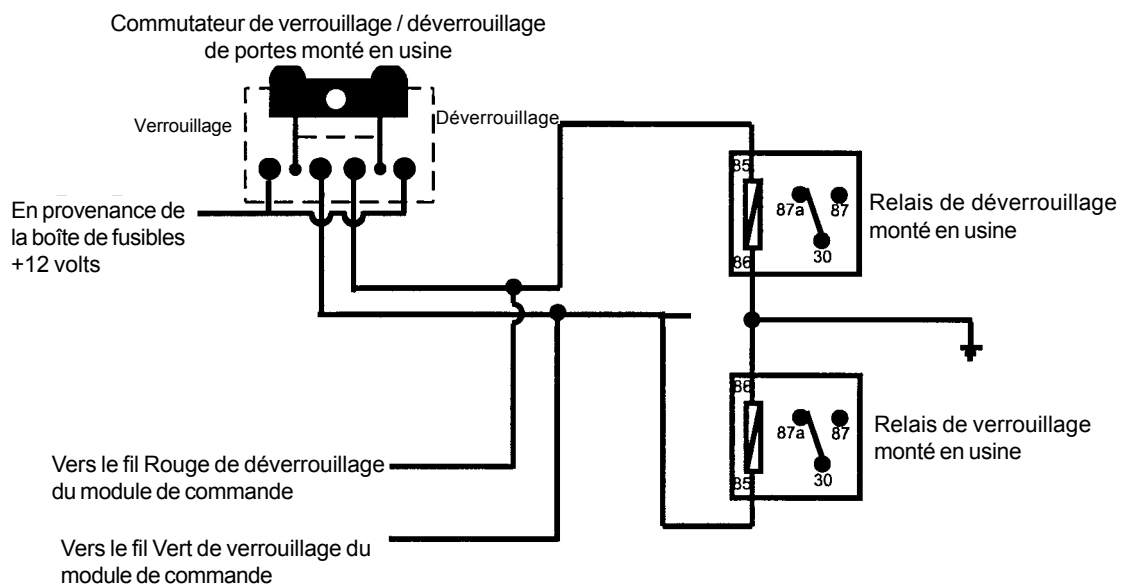 Commutateur de verrouillage / déverrouillage
de portes monté en usine
Verrouillage
Déverrouillage
En provenance de
la boîte de fusibles
+12 volts
85
87a
87
30
86
Relais de déverrouillage
monté en usine
86
87a
87
30
85
Relais de verrouillage
monté en usine
Vers le fil Rouge de déverrouillage
du module de commande
Vers le fil Vert de verrouillage du
module de commande